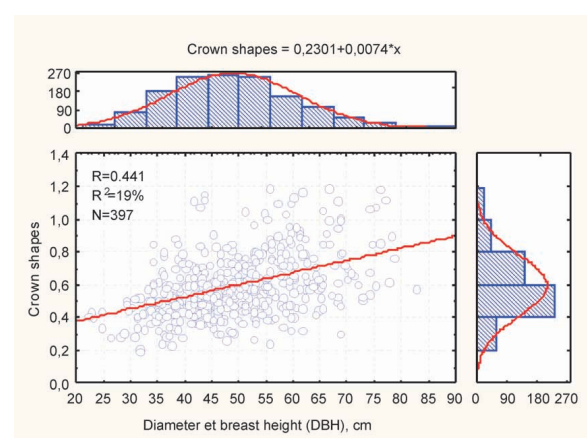 Crown shapes = 0,2301+0,0074*x
270
180
90
0
1,4
1,2
1,0
0,8
0,6
0,4
0,2
0,0
R=0.441
R²=19%
N=397
Crown shapes
20 25 30 35 40 45 50 55 60 65 70 75 80 85 90
0 90 180 270
Diameter et breast height (DBH), cm